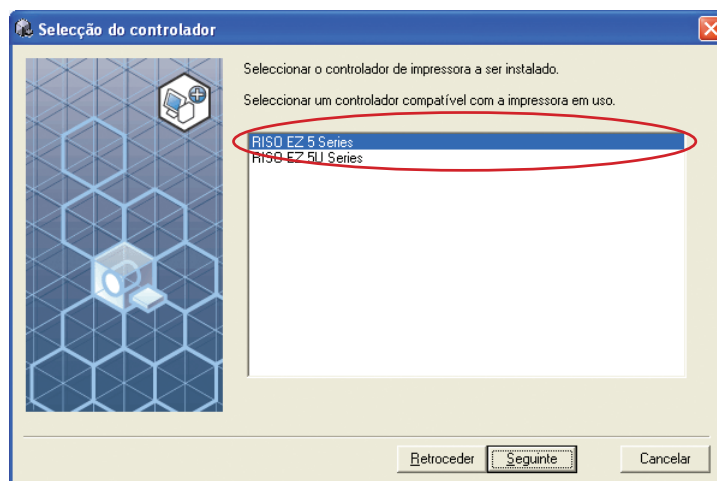 Selecção do controlador
Seleccionar o controlador de impressora a ser instalado.
Seleccionar um controlador compatível com a impressora em uso.
RISO EZ 5 Series
RISO EZ 5U Series
Retroceder Seguinte Cancelar